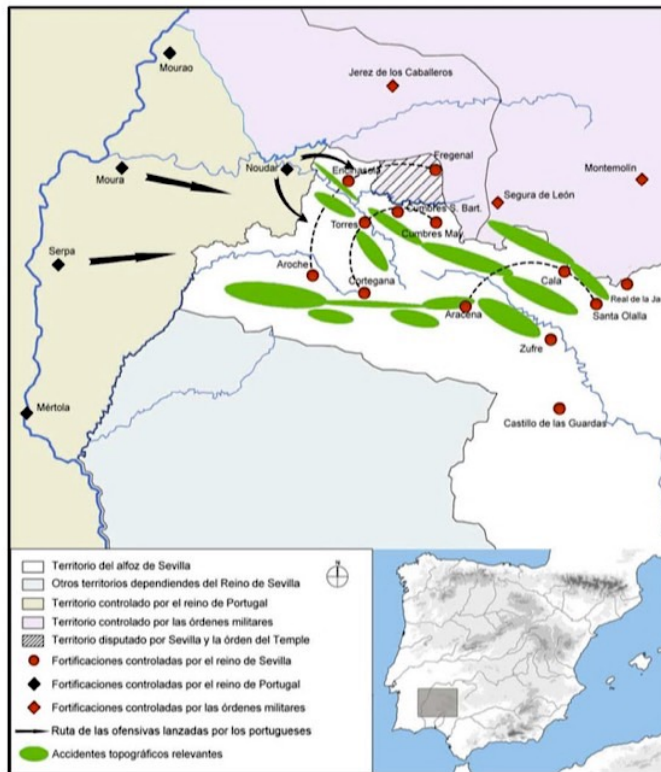 Mourao
Jerez de los Caballeros
Moura
Noudar
Encinasola
Fregenal
Montemolín
Segura de León
Cumbres S. Bart.
Torres
Cumbres May
Serpa
Aroche
Cortegana
Cala
Real de la Ja
Aracena
Santa Olalla
Zufre
Mértola
Castillo de las Guardas
Territorio del alfoz de Sevilla
Otros territorios dependiendes del Reino de Sevilla
Territorio controlado por el reino de Portugal
Territorio controlado por las órdenes militares
Territorio disputado por Sevilla y la órden del Temple
Fortificaciones controladas por el reino de Sevilla
Fortificaciones controladas por el reino de Portugal
Fortificaciones controladas por las órdenes militares
Ruta de las ofensivas lanzadas por los portugueses
Accidentes topográficos relevantes